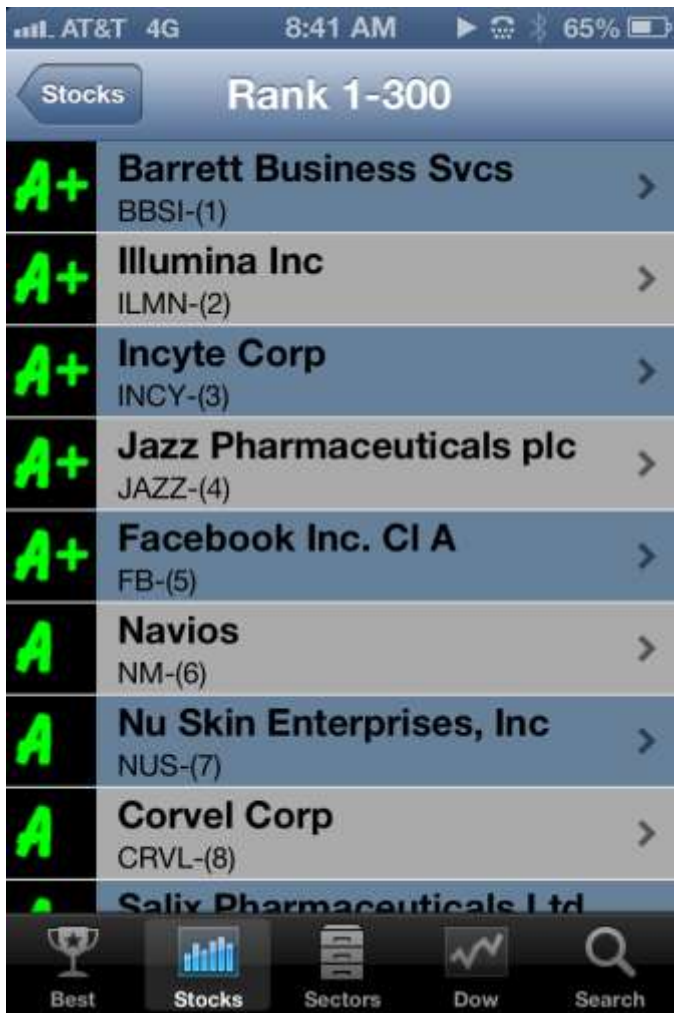 AT&T 4G 8:41 AM 65%
Stocks Rank 1-300
A+ Barrett Business Svcs
BBSI-(1)
A+ Illumina Inc
ILMN-(2)
A+ Incyte Corp
INCY-(3)
A+ Jazz Pharmaceuticals plc
JAZZ-(4)
A+ Facebook Inc. Cl A
FB-(5)
A Navios
NM-(6)
A Nu Skin Enterprises, Inc
NUS-(7)
A Corvel Corp
CRVL-(8)
Salix Pharmaceuticals Ltd
Best Stocks Sectors Dow Search